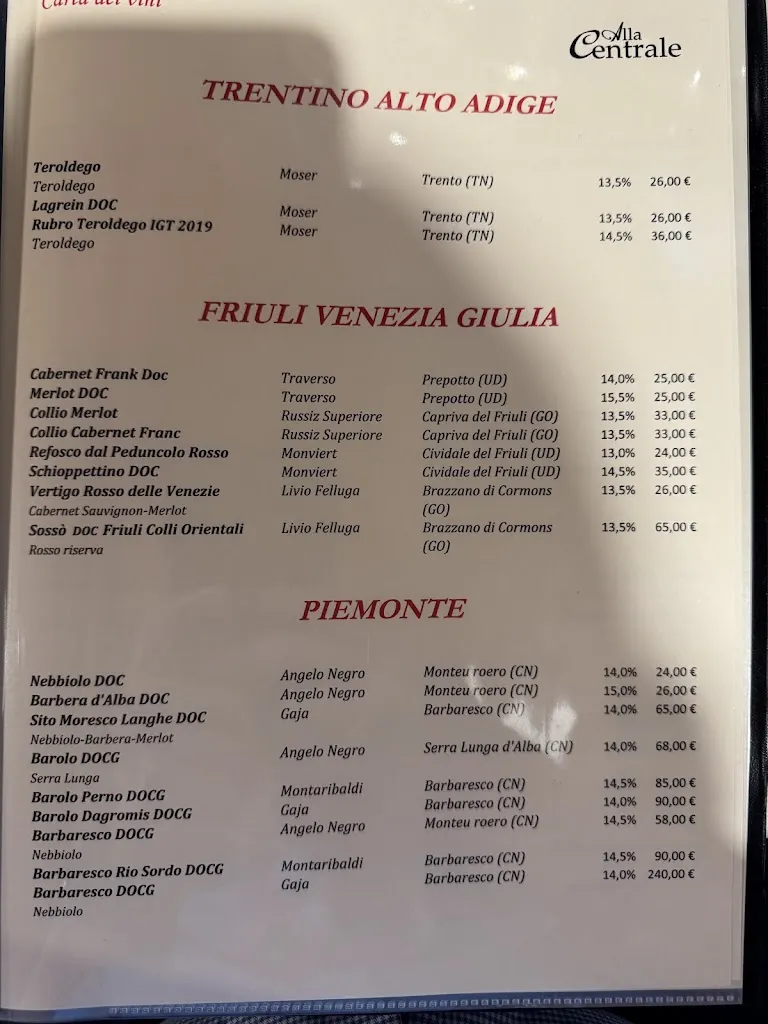 Carta dei vini
Alla
Centrale
TRENTINO ALTO ADIGE
Teroldego Moser Trento (TN) 13,5% 26,00 €
Teroldego
Lagrein DOC Moser Trento (TN) 13,5% 26,00 €
Rubro Teroldego IGT 2019 Moser Trento (TN) 14,5% 36,00 €
Teroldego
FRIULI VENEZIA GIULIA
Cabernet Frank Doc Traverso Prepotto (UD) 14,0% 25,00 €
Merlot DOC Traverso Prepotto (UD) 15,5% 25,00 €
Collio Merlot Russiz Superiore Capriva del Friuli (GO) 13,5% 33,00 €
Collio Cabernet Franc Russiz Superiore Capriva del Friuli (GO) 13,5% 33,00 €
Refosco dal Peduncolo Rosso Monviert Cividale del Friuli (UD) 13,0% 24,00 €
Schioppettino DOC Monviert Cividale del Friuli (UD) 14,5% 35,00 €
Vertigo Rosso delle Venezie Livio Felluga Brazzano di Cormons 13,5% 26,00 €
Cabernet Sauvignon-Merlot (GO)
Sossò DOC Friuli Colli Orientali Livio Felluga Brazzano di Cormons 13,5% 65,00 €
Rosso riserva (GO)
PIEMONTE
Nebbiolo DOC Angelo Negro Monteu roero (CN) 14,0% 24,00 €
Barbera d'Alba DOC Angelo Negro Monteu roero (CN) 15,0% 26,00 €
Sito Moresco Langhe DOC Gaja Barbaresco (CN) 14,0% 65,00 €
Nebbiolo-Barbera-Merlot
Barolo DOCG Angelo Negro Serra Lunga d'Alba (CN) 14,0% 68,00 €
Serra Lunga
Barolo Perno DOCG Montaribaldi Barbaresco (CN) 14,5% 85,00 €
Barolo Dagromis DOCG Gaja Barbaresco (CN) 14,0% 90,00 €
Barbaresco DOCG Angelo Negro Monteu roero (CN) 14,5% 58,00 €
Nebbiolo
Barbaresco Rio Sordo DOCG Montaribaldi Barbaresco (CN) 14,5% 90,00 €
Barbaresco DOCG Gaja Barbaresco (CN) 14,0% 240,00 €
Nebbiolo